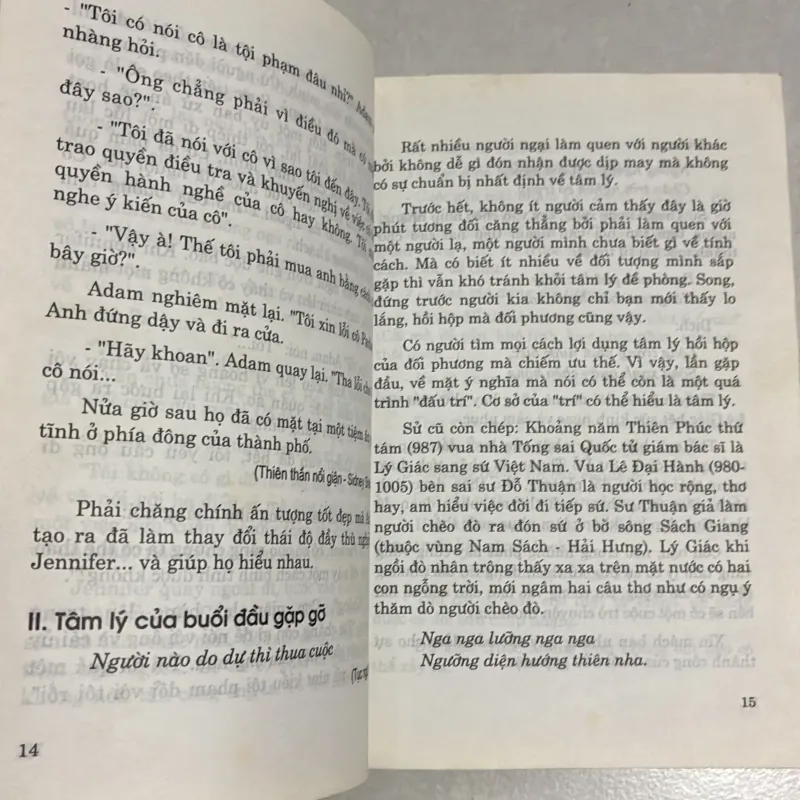 - "Tôi có nói cô là tội phạm đâu nhỉ?" Adam
nhàng hỏi.
- "Ông chẳng phải vì điều đó mà có
đây sao?".
- "Tôi đã nói với cô vì sao tôi đến đây. Tôi
trao quyền điều tra và khuyến nghị về việc
quyền hành nghề của cô hay không. Tôi
nghe ý kiến của cô".
- "Vậy à! Thế tôi phải mua anh bằng
bây giờ?".
Adam nghiêm mặt lại. "Tôi xin lỗi cô
Anh đứng dậy và đi ra cửa.
- "Hãy khoan". Adam quay lại. "Tha lỗi
cô nói...
Nửa giờ sau họ đã có mặt tại một tiệm
tĩnh ở phía đông của thành phố.
(Thiên thần nổi giận - Sidney
Phải chăng chính ấn tượng tốt đẹp mà
tạo ra đã làm thay đổi thái độ đầy thù
Jennifer... và giúp họ hiểu nhau.
II. Tâm lý của buổi đầu gặp gỡ
Người nào do dự thì thua cuộc
14
Rất nhiều người ngại làm quen với người khác
bởi không dễ gì đón nhận được dịp may mà không
có sự chuẩn bị nhất định về tâm lý.
Trước hết, không ít người cảm thấy đây là giờ
phút tương đối căng thẳng bởi phải làm quen với
một người lạ, một người mình chưa biết gì về tính
cách. Mà có biết ít nhiều về đối tượng mình sắp
gặp thì vẫn khó tránh khỏi tâm lý đề phòng. Song,
đứng trước người kia không chỉ bạn mới thấy lo
lắng, hồi hộp mà đối phương cũng vậy.
Có người tìm mọi cách lợi dụng tâm lý hồi hộp
của đối phương mà chiếm ưu thế. Vì vậy, lần gặp
đầu, về mặt ý nghĩa mà nói có thể còn là một quá
trình "đấu trí". Cơ sở của "trí" có thể hiểu là tâm lý.
Sử cũ còn chép: Khoảng năm Thiên Phúc thứ
tám (987) vua nhà Tống sai Quốc tử giám bác sĩ là
Lý Giác sang sứ Việt Nam. Vua Lê Đại Hành (980-
1005) bèn sai sư Đỗ Thuận là người học rộng, thơ
hay, am hiểu việc đời đi tiếp sứ. Sư Thuận giả làm
người chèo đò ra đón sứ ở bờ sông Sách Giang
(thuộc vùng Nam Sách - Hải Hưng). Lý Giác khi
ngồi đò nhân trông thấy xa xa trên mặt nước có hai
con ngỗng trời, mới ngâm hai câu thơ như có ngụ ý
thăm dò người chèo đò.
Nga nga lưỡng nga nga
Ngưỡng diện hướng thiên nha.
15